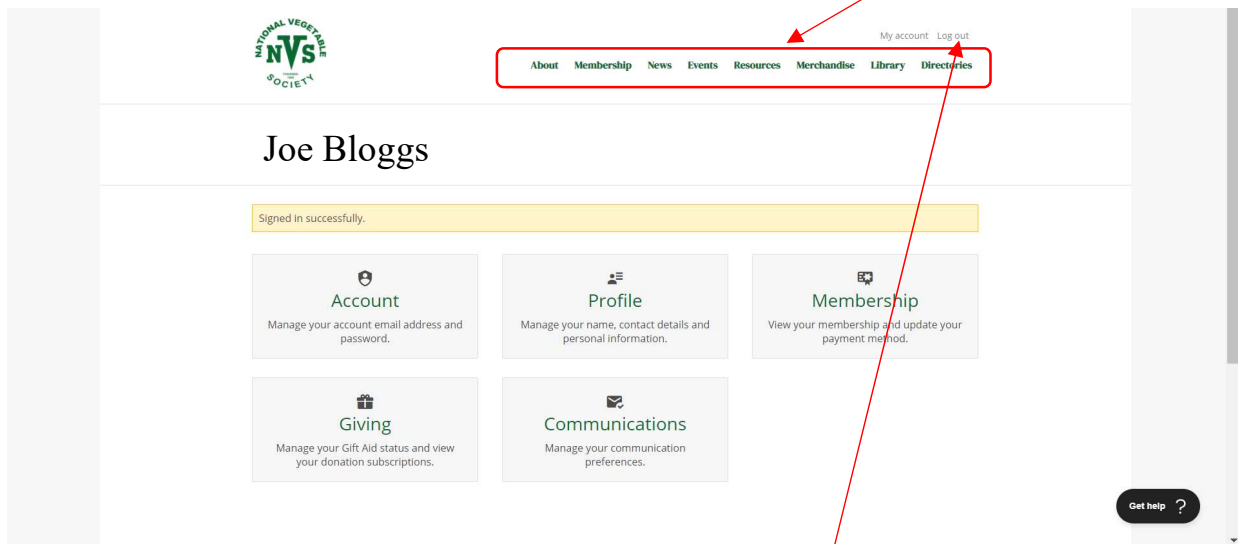 NATIONAL VEGETABLE
NVS
SOCIETY
My account Log out
About Membership News Events Resources Merchandise Library Directories
Joe Bloggs
Signed in successfully.
Account
Manage your account email address and
password.
Profile
Manage your name, contact details and
personal information.
Membership
View your membership and update your
payment method.
Giving
Manage your Gift Aid status and view
your donation subscriptions.
Communications
Manage your communication
preferences.
Get help ?